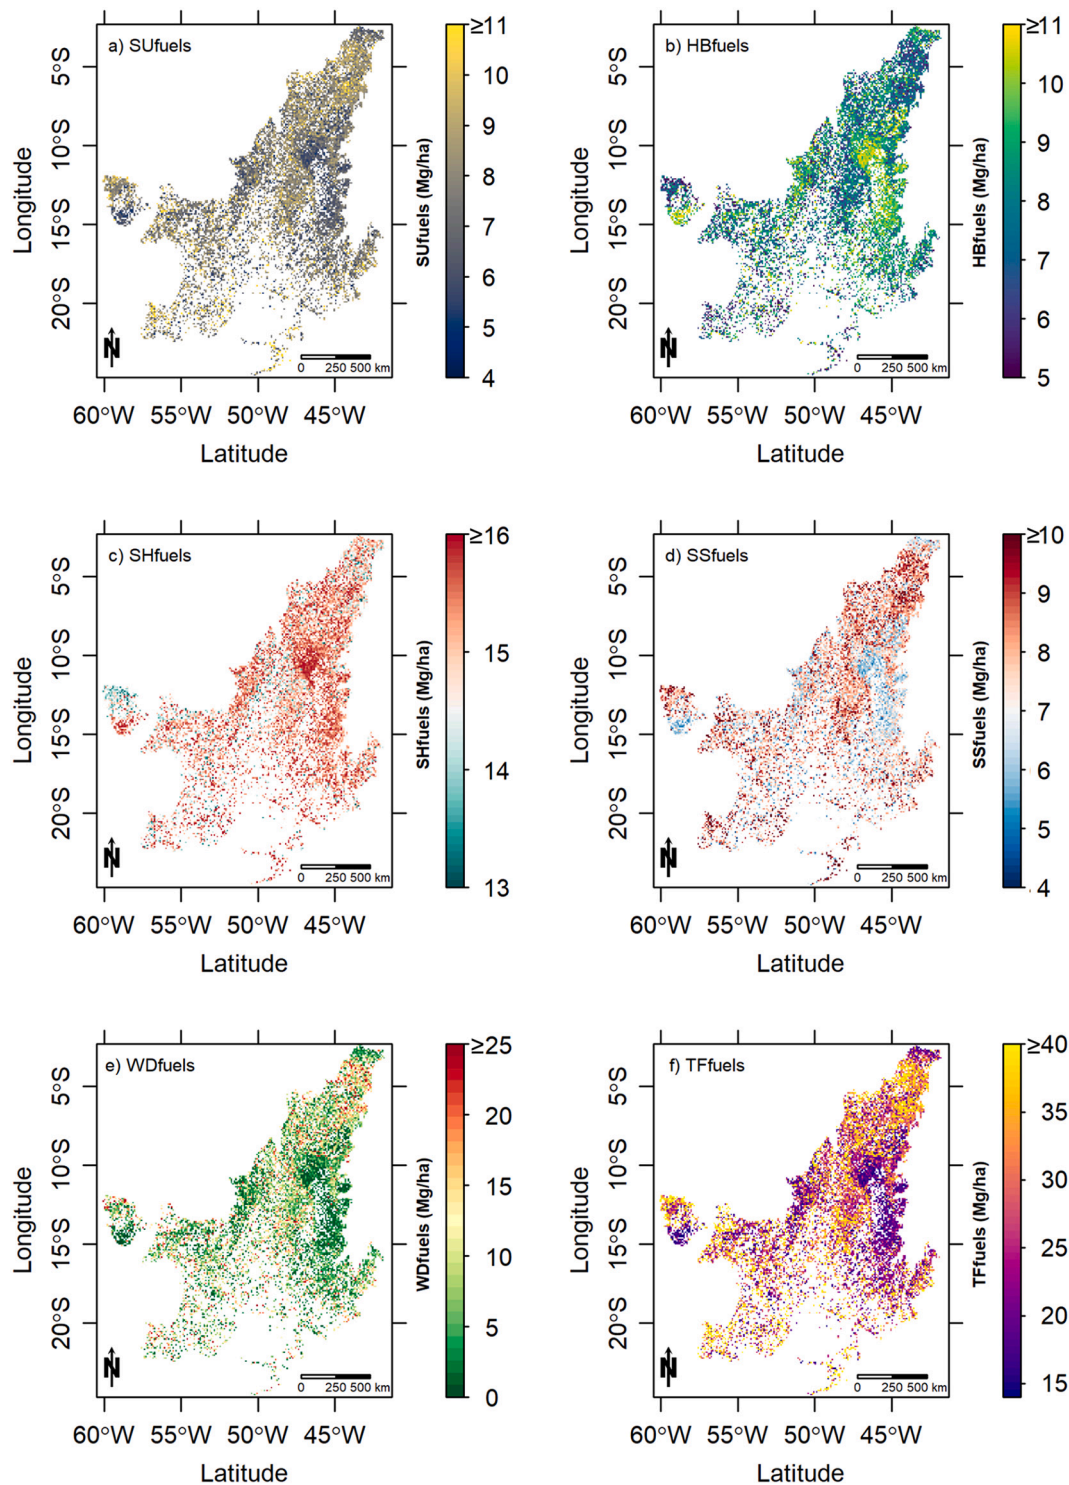 a) SUfuels
5°S
10°S
15°S
20°S
Longitude
N
0 250 500 km
60°W 55°W 50°W 45°W
Latitude
≥11
10
9
8
7
6
5
4
SUfuels (Mg/ha)
b) HBfuels
5°S
10°S
15°S
20°S
Longitude
N
0 250 500 km
60°W 55°W 50°W 45°W
Latitude
≥11
10
9
8
7
6
5
HBfuels (Mg/ha)
c) SHfuels
5°S
10°S
15°S
20°S
Longitude
N
0 250 500 km
60°W 55°W 50°W 45°W
Latitude
≥16
15
14
13
SHfuels (Mg/ha)
d) SSfuels
5°S
10°S
15°S
20°S
Longitude
N
0 250 500 km
60°W 55°W 50°W 45°W
Latitude
≥10
9
8
7
6
5
4
SSfuels (Mg/ha)
e) WDfuels
5°S
10°S
15°S
20°S
Longitude
N
0 250 500 km
60°W 55°W 50°W 45°W
Latitude
≥25
20
15
10
5
0
WDfuels (Mg/ha)
f) TFfuels
5°S
10°S
15°S
20°S
Longitude
N
0 250 500 km
60°W 55°W 50°W 45°W
Latitude
≥40
35
30
25
20
15
TFfuels (Mg/ha)